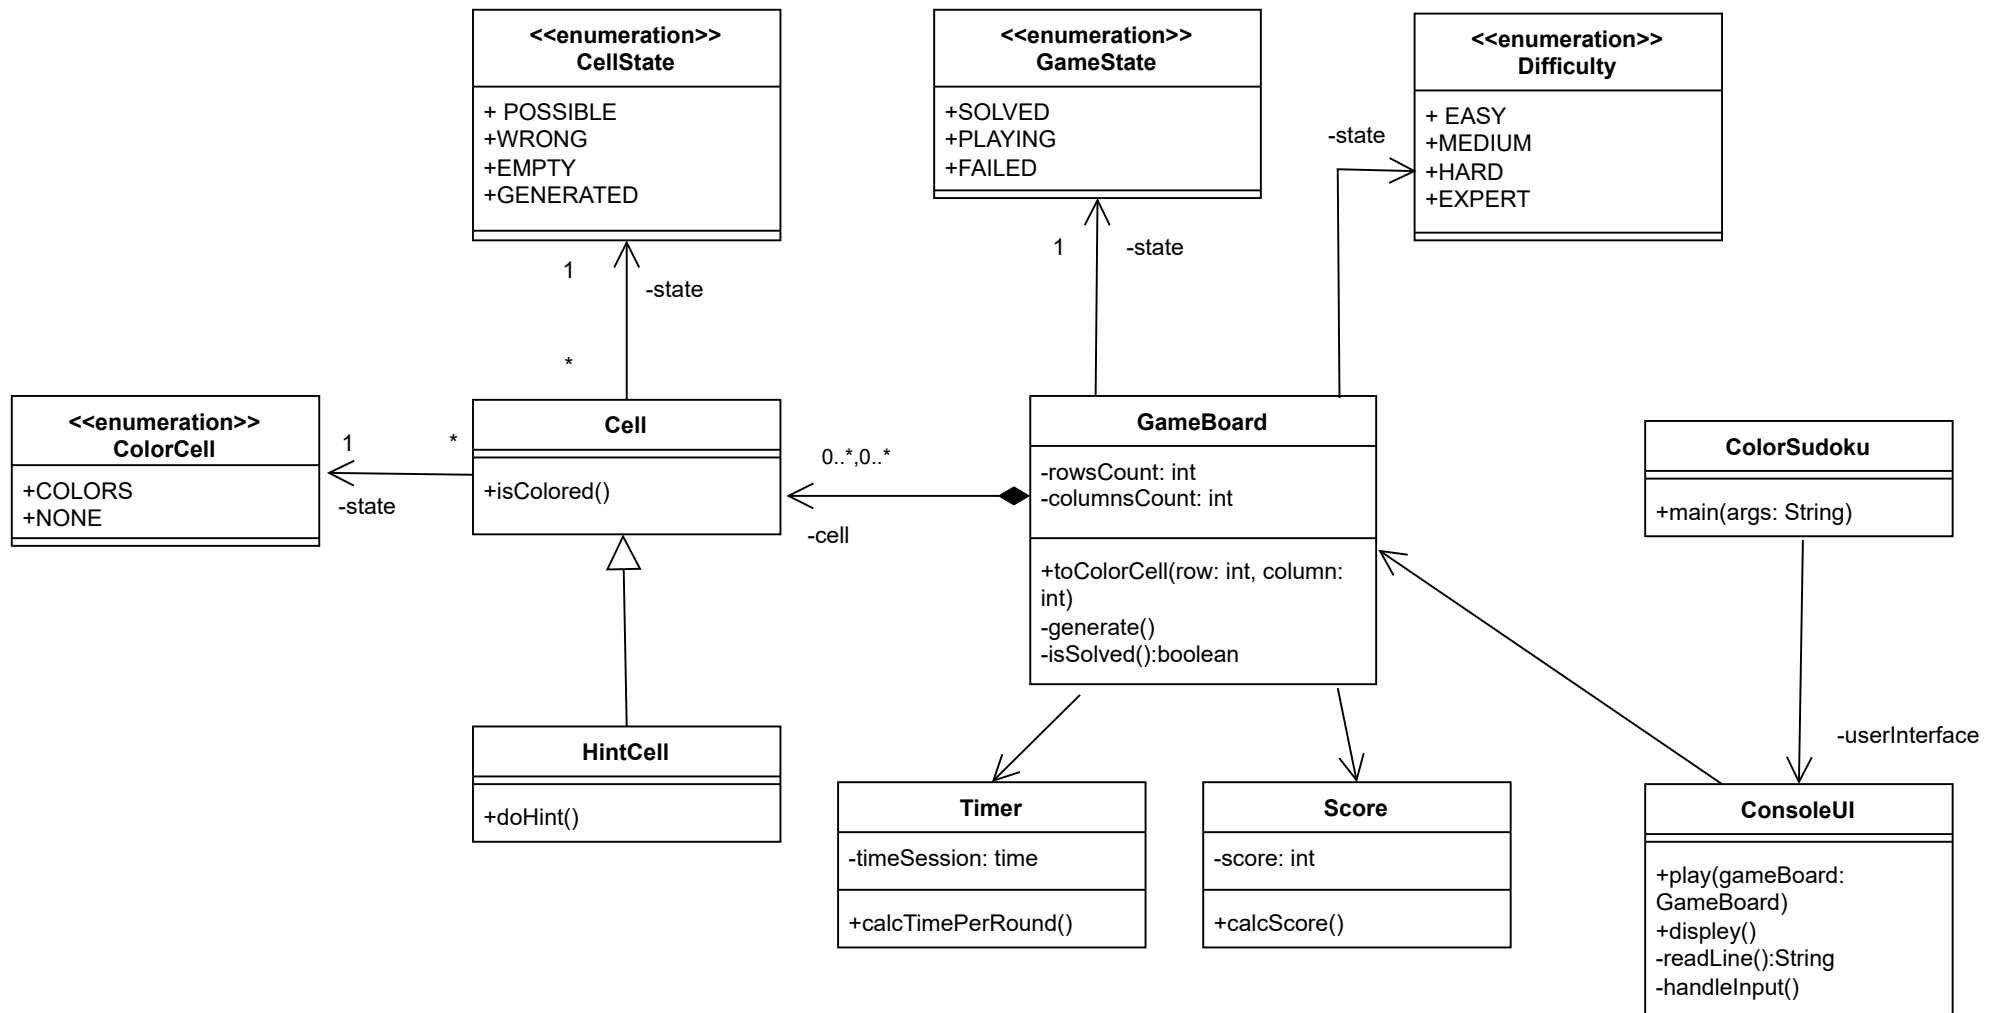 <<enumeration>>
CellState
+ POSSIBLE
+WRONG
+EMPTY
+GENERATED
<<enumeration>>
GameState
+SOLVED
+PLAYING
+FAILED
<<enumeration>>
Difficulty
+ EASY
+MEDIUM
+HARD
+EXPERT
-state
1
-state
1
-state
*
<<enumeration>>
ColorCell
+COLORS
+NONE
1
*
-state
Cell
+isColored()
0..*,0..*
-cell
GameBoard
-rowsCount: int
-columnsCount: int
+toColorCell(row: int, column:
int)
-generate()
-isSolved():boolean
ColorSudoku
+main(args: String)
-userInterface
HintCell
+doHint()
Timer
-timeSession: time
+calcTimePerRound()
Score
-score: int
+calcScore()
ConsoleUI
+play(gameBoard:
GameBoard)
+displey()
-readLine():String
-handleInput()